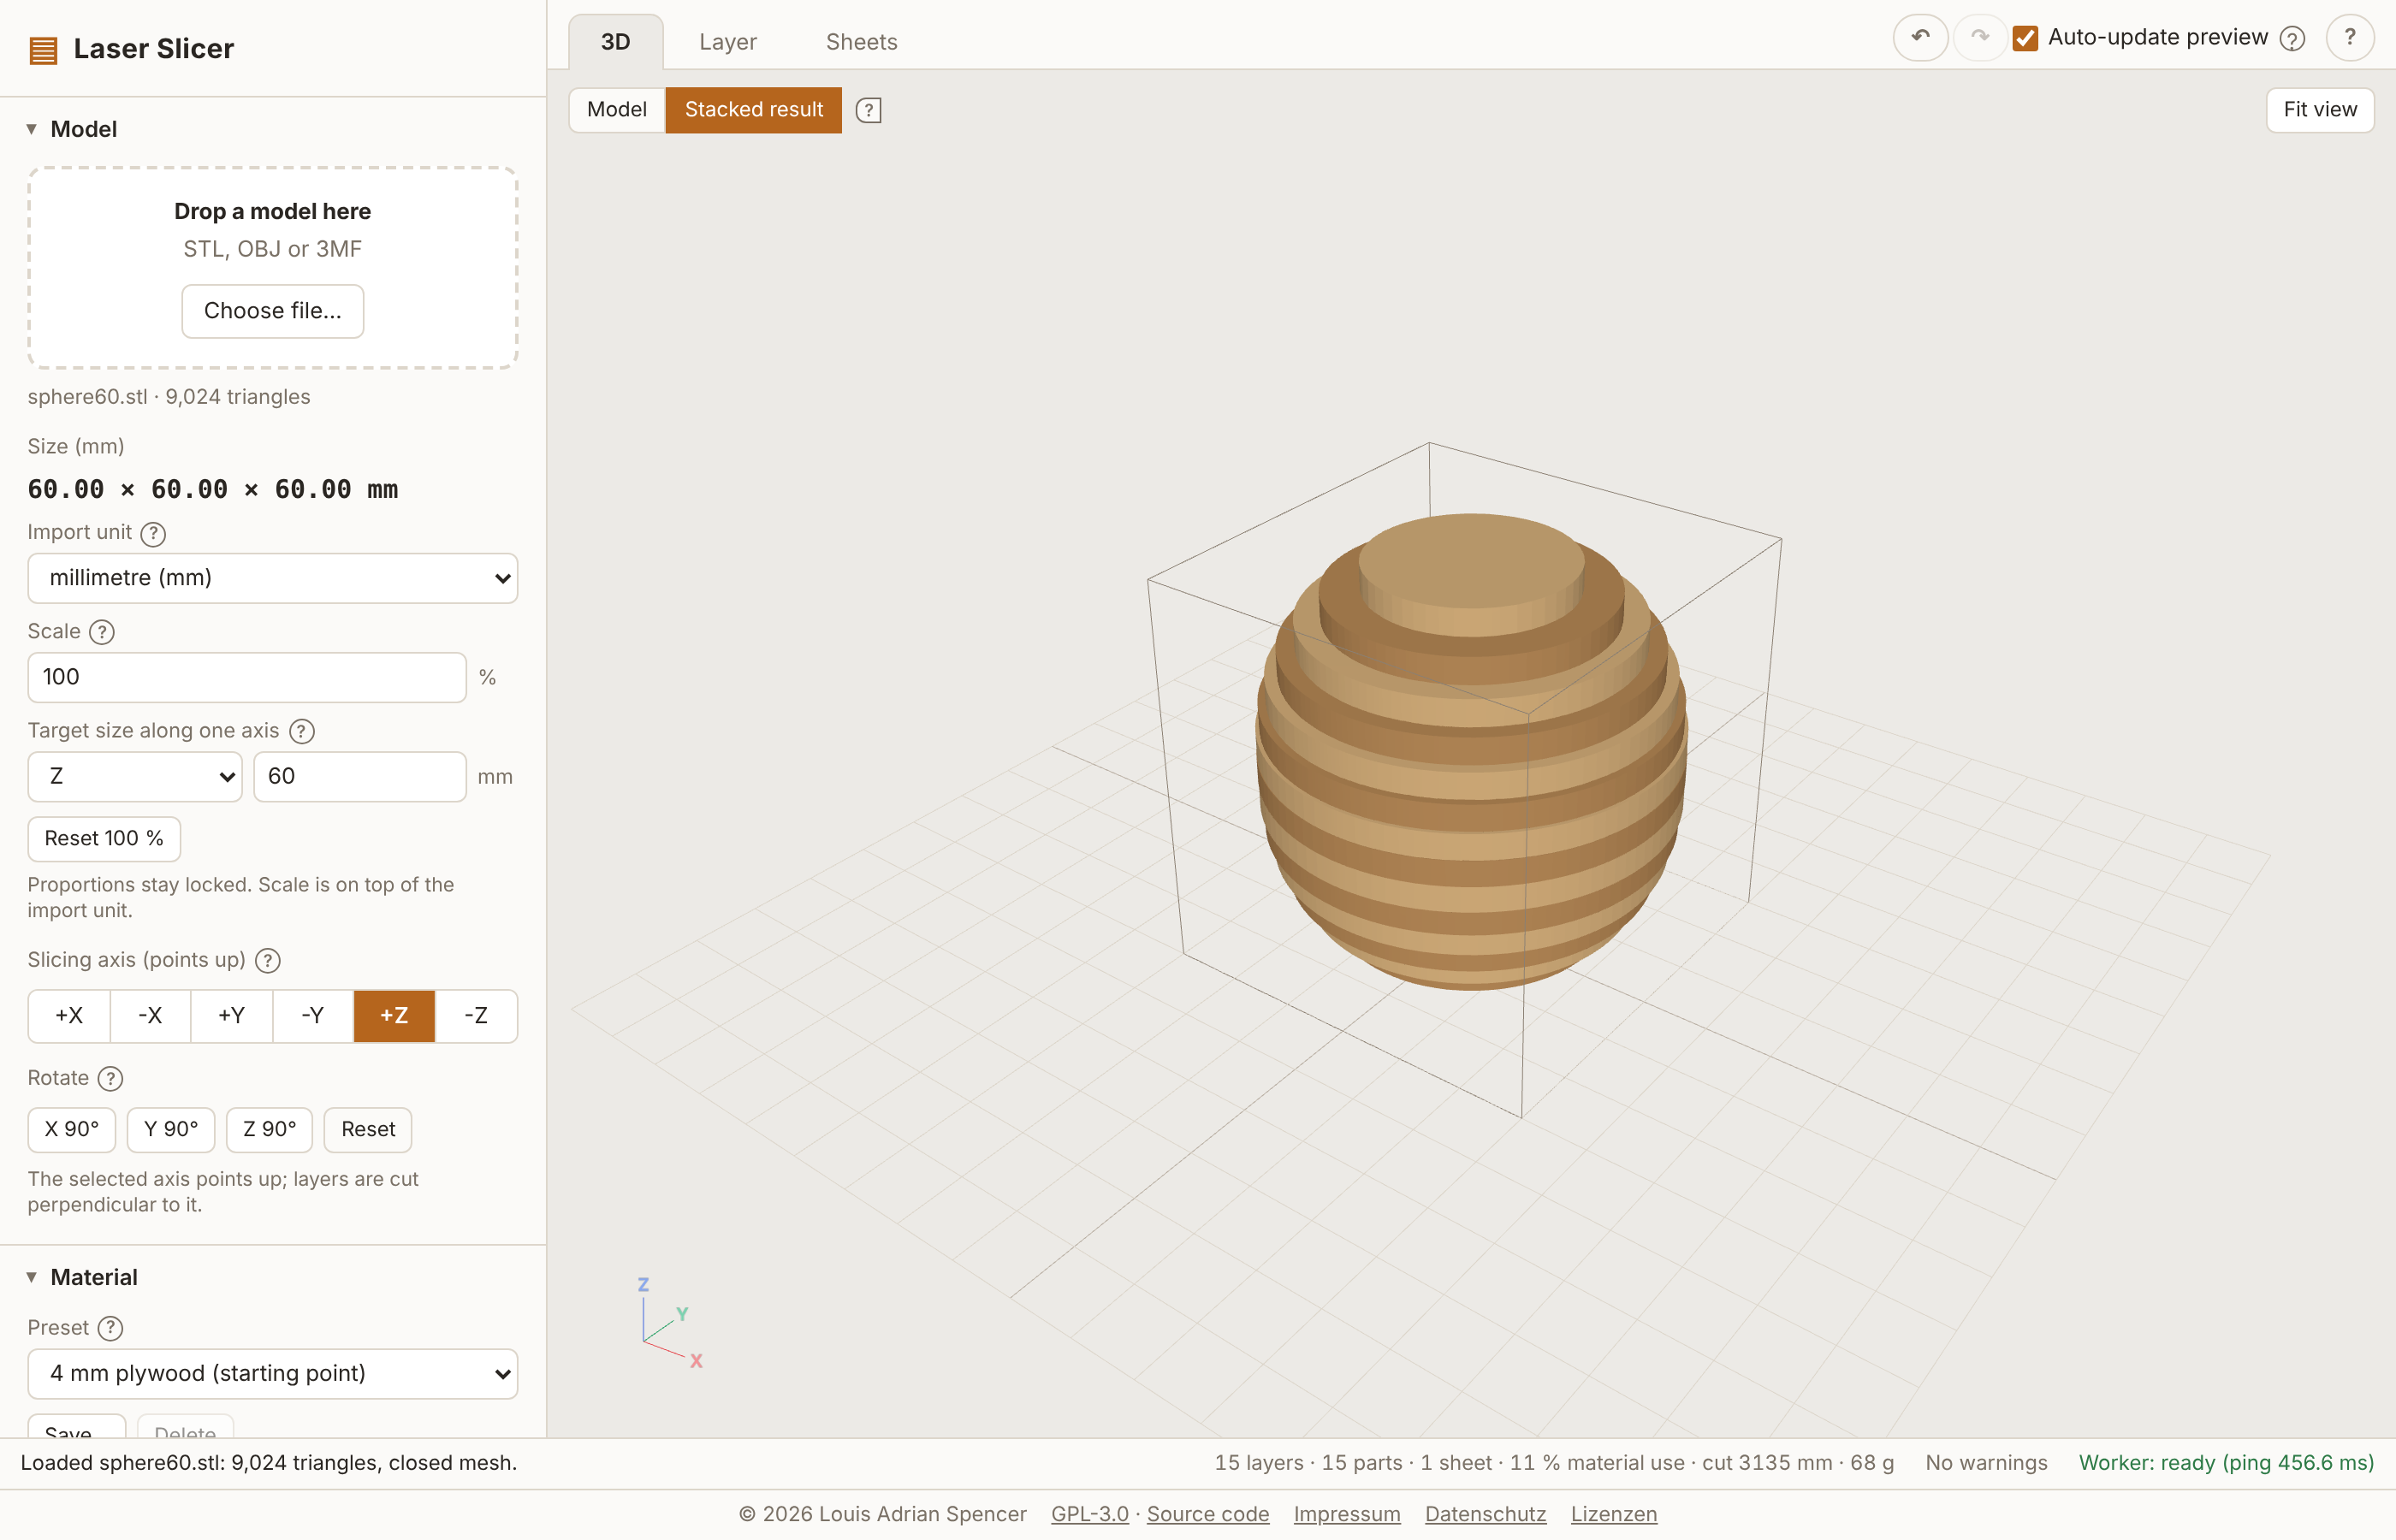 Laser Slicer
3D
Layer
Sheets
↶
↷
Auto-update preview ?
?
▼ Model
Drop a model here
STL, OBJ or 3MF
Choose file...
sphere60.stl · 9,024 triangles
Size (mm)
60.00 × 60.00 × 60.00 mm
Import unit ?
millimetre (mm)
Scale ?
100 %
Target size along one axis ?
Z 60 mm
Reset 100 %
Proportions stay locked. Scale is on top of the
import unit.
Slicing axis (points up) ?
+X -X +Y -Y +Z -Z
Rotate ?
X 90° Y 90° Z 90° Reset
The selected axis points up; layers are cut
perpendicular to it.
▼ Material
Preset ?
4 mm plywood (starting point)
Save... Delete
Model Stacked result ?
Fit view
Z
Y
X
Loaded sphere60.stl: 9,024 triangles, closed mesh.
15 layers · 15 parts · 1 sheet · 11 % material use · cut 3135 mm · 68 g
No warnings
Worker: ready (ping 456.6 ms)
© 2026 Louis Adrian Spencer GPL-3.0 · Source code Impressum Datenschutz Lizenzen